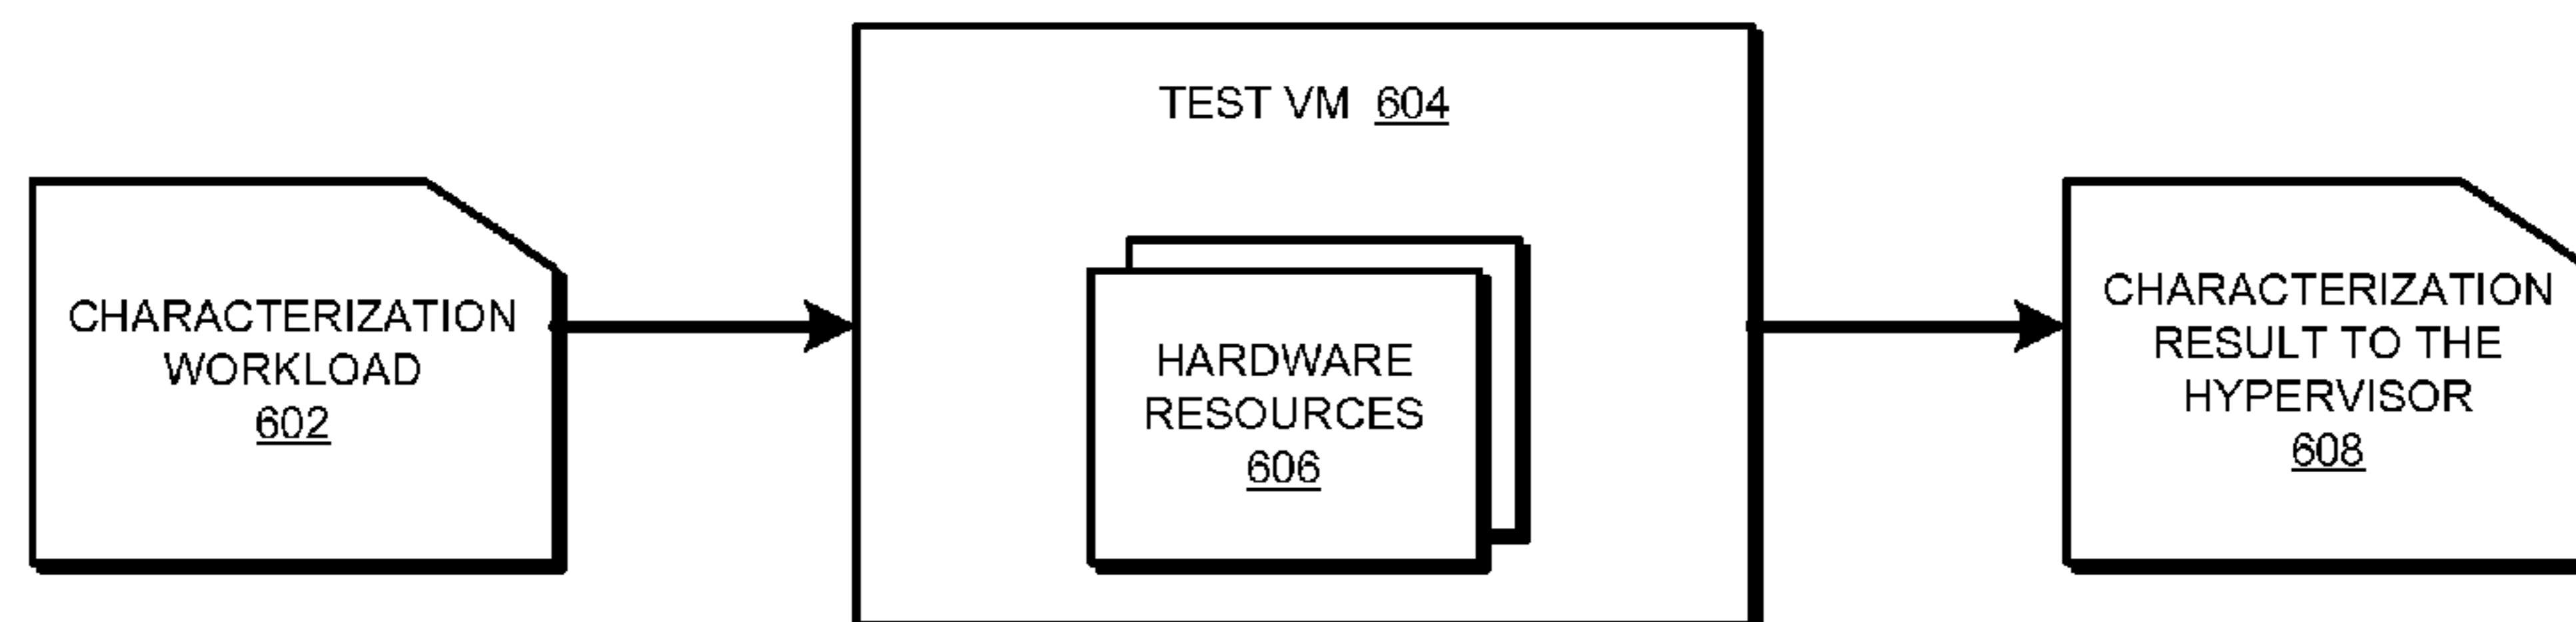 CHARACTERIZATION
WORKLOAD
602
TEST VM 604
HARDWARE
RESOURCES
606
CHARACTERIZATION
RESULT TO THE
HYPERVISOR
608